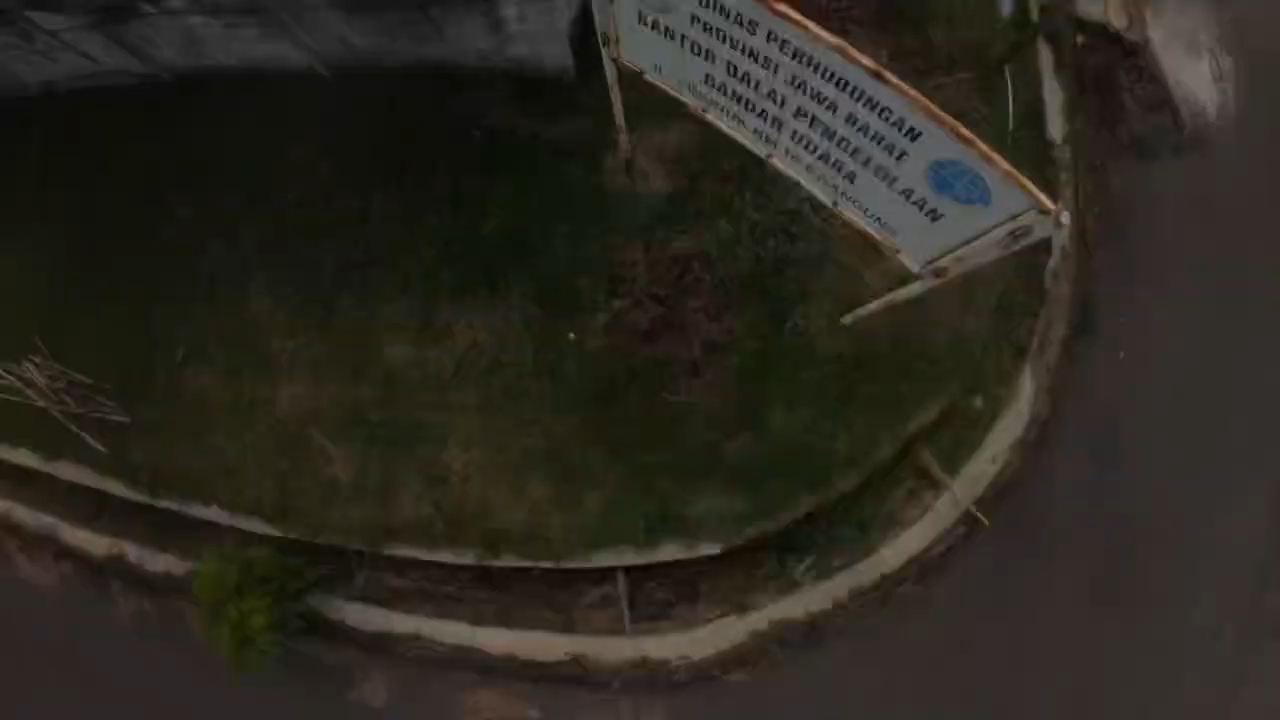 DINAS PERHUBUNGAN
PROVINSI JAWA BARAT
KANTOR BALAI PENGELOLAAN
BANDAR UDARA